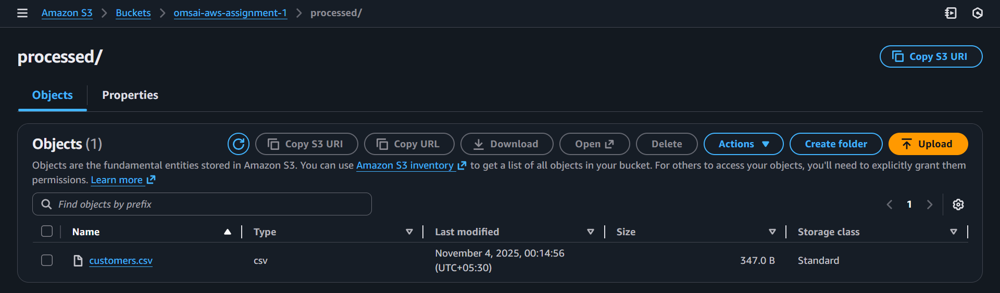 Amazon S3 > Buckets > omsai-aws-assignment-1 > processed/
processed/
Copy S3 URI
Objects
Properties
Objects (1)
Copy S3 URI
Copy URL
Download
Open
Delete
Actions
Create folder
Upload
Objects are the fundamental entities stored in Amazon S3. You can use Amazon S3 inventory to get a list of all objects in your bucket. For others to access your objects, you'll need to explicitly grant them
permissions. Learn more
Find objects by prefix
1
Name Type Last modified Size Storage class
customers.csv csv November 4, 2025, 00:14:56 347.0 B Standard
(UTC+05:30)